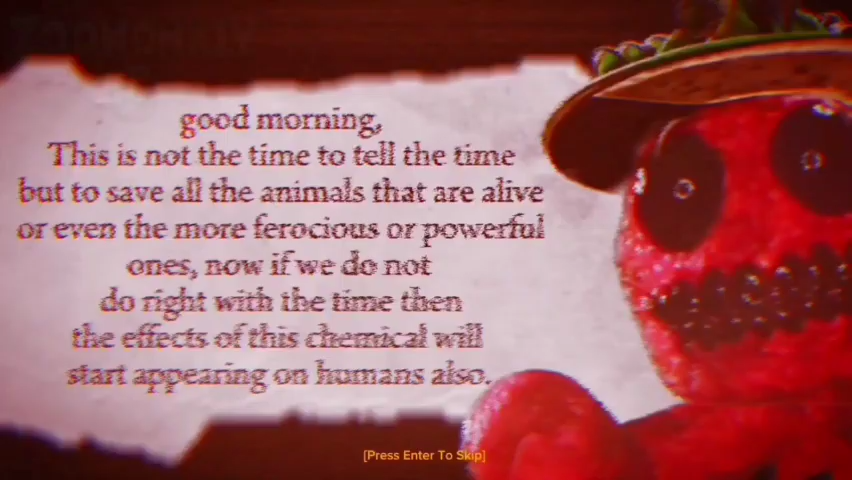 good morning,
This is not the time to tell the time
but to save all the animals that are alive
or even the more ferocious or powerful
ones, now if we do not
do right with the time then
the effects of this chemical will
start appearing on humans also.
[Press Enter To Skip]